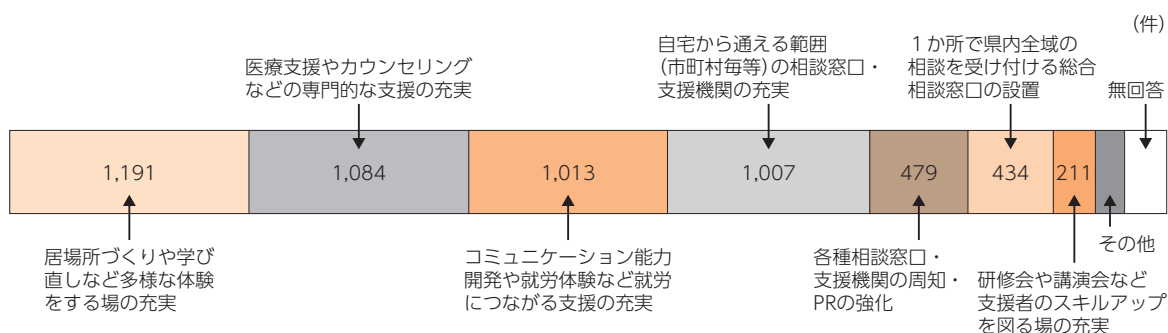 (件)
医療支援やカウンセリング
などの専門的な支援の充実
自宅から通える範囲
(市町村毎等)の相談窓口・
支援機関の充実
１か所で県内全域の
相談を受け付ける総合
相談窓口の設置
無回答
1,191
1,084
1,013
1,007
479
434
211
居場所づくりや学び
直しなど多様な体験
をする場の充実
コミュニケーション能力
開発や就労体験など就労
につながる支援の充実
各種相談窓口・
支援機関の周知・
PRの強化
研修会や講演会など
支援者のスキルアップ
を図る場の充実
その他